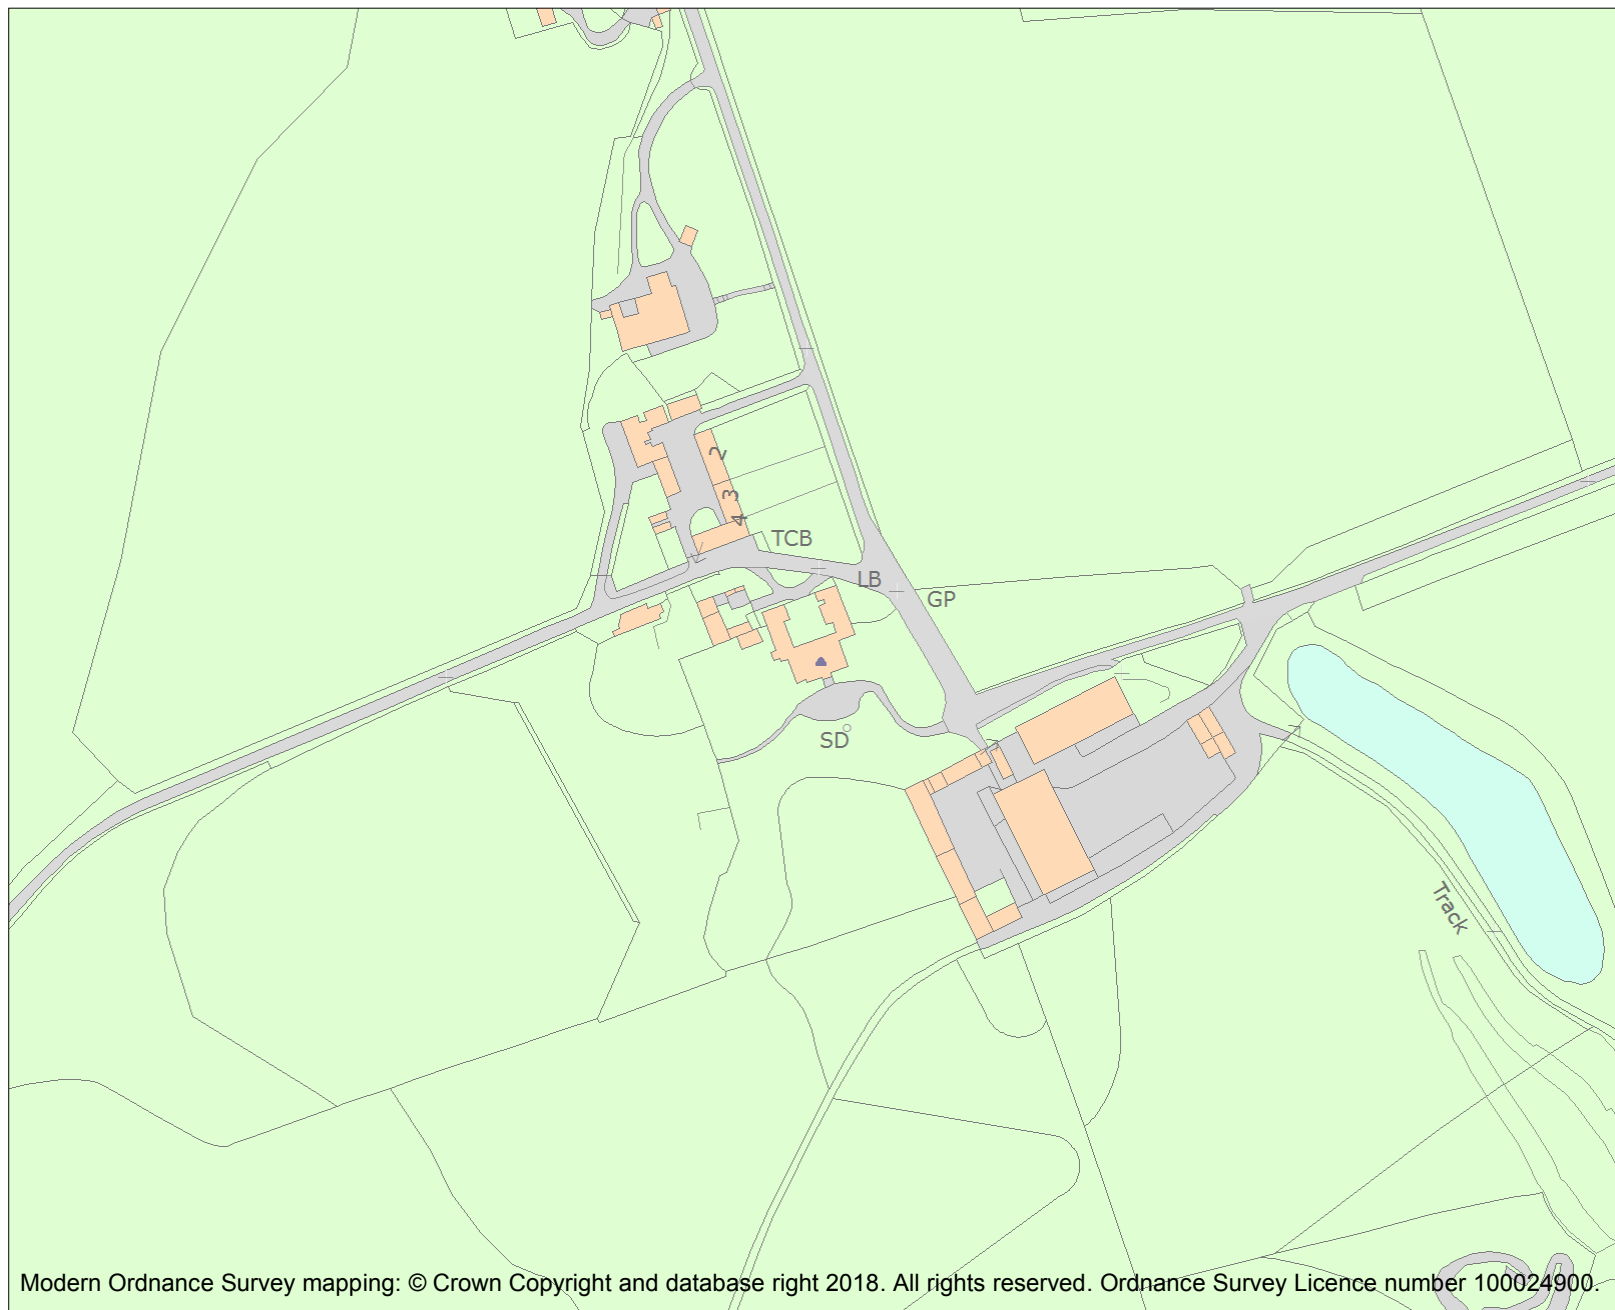 2
3
4
TCB
LB
GP
SD
Track
Modern Ordnance Survey mapping: © Crown Copyright and database right 2018. All rights reserved. Ordnance Survey Licence number 100024900.